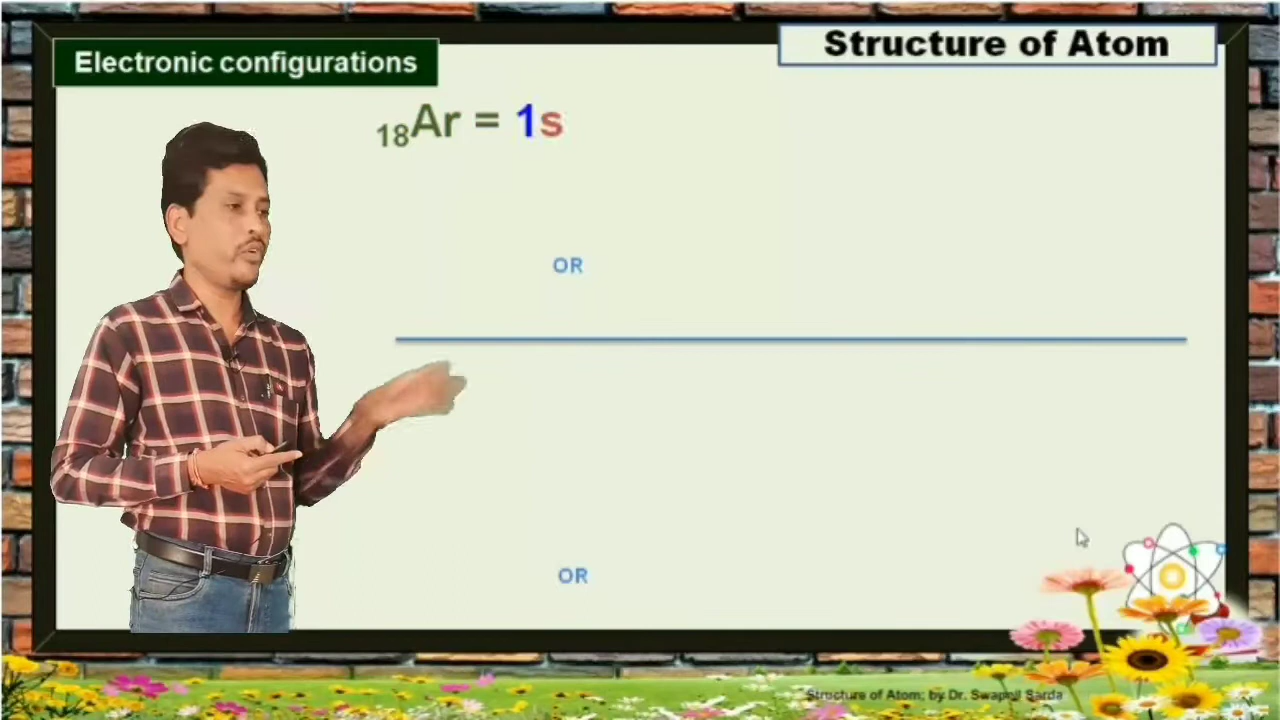 Structure of Atom
Electronic configurations
₁₈Ar = 1s
OR
OR
Structure of Atom; by Dr. Swapnil Sarda